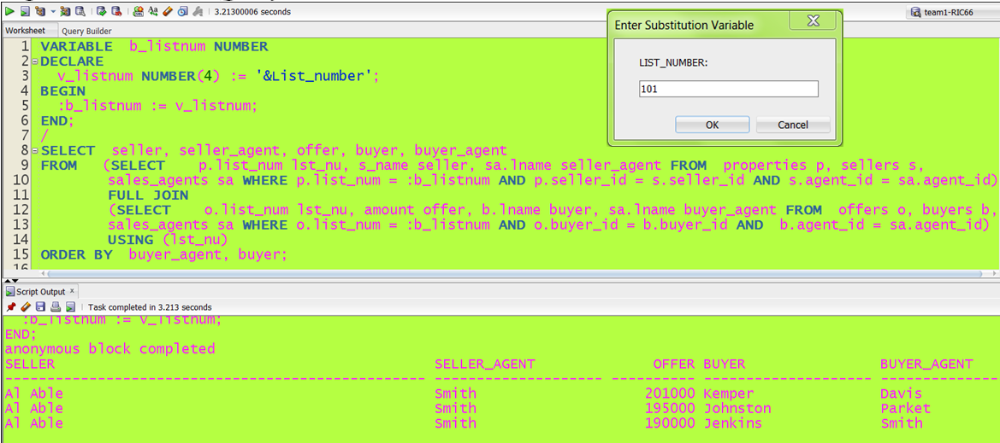 3.21300006 seconds
team1-RIC66
Worksheet Query Builder
Enter Substitution Variable
LIST_NUMBER:
101
OK Cancel
1 VARIABLE b_listnum NUMBER
2 DECLARE
3 v_listnum NUMBER(4) := '&List_number';
4 BEGIN
5 :b_listnum := v_listnum;
6 END;
7 /
8 SELECT seller, seller_agent, offer, buyer, buyer_agent
9 FROM (SELECT p.list_num lst_nu, s_name seller, sa.lname seller_agent FROM properties p, sellers s,
10 sales_agents sa WHERE p.list_num = :b_listnum AND p.seller_id = s.seller_id AND s.agent_id = sa.agent_id)
11 FULL JOIN
12 (SELECT o.list_num lst_nu, amount offer, b.lname buyer, sa.lname buyer_agent FROM offers o, buyers b,
13 sales_agents sa WHERE o.list_num = :b_listnum AND o.buyer_id = b.buyer_id AND b.agent_id = sa.agent_id)
14 USING (lst_nu)
15 ORDER BY buyer_agent, buyer;
16
Script Output x
Task completed in 3.213 seconds
:b_listnum := v_listnum;
END;
anonymous block completed
SELLER SELLER_AGENT OFFER BUYER BUYER_AGENT
Al Able Smith 201000 Kemper Davis
Al Able Smith 195000 Johnston Parket
Al Able Smith 190000 Jenkins Smith